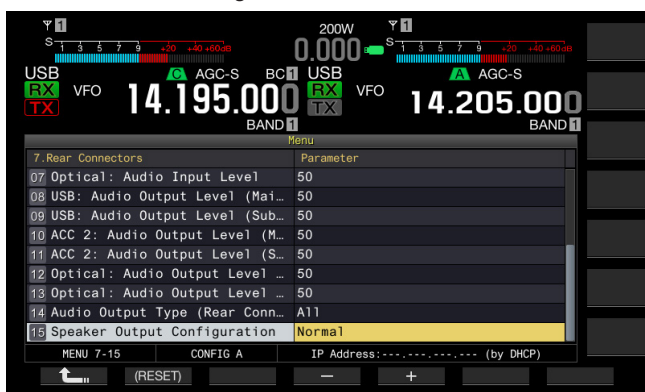 1
200W
1
S 1 3 5 7 9 +20 +40 +60dB
0.000
S 1 3 5 7 9 +20 +40 +60dB
USB C AGC-S BC1 USB A AGC-S
RX VFO 14.195.000 RX VFO 14.205.000
TX TX
BAND 1 BAND 1
Menu
7.Rear Connectors Parameter
07 Optical: Audio Input Level 50
08 USB: Audio Output Level (Mai… 50
09 USB: Audio Output Level (Sub… 50
10 ACC 2: Audio Output Level (M… 50
11 ACC 2: Audio Output Level (S… 50
12 Optical: Audio Output Level … 50
13 Optical: Audio Output Level … 50
14 Audio Output Type (Rear Conn… All
15 Speaker Output Configuration Normal
MENU 7-15 CONFIG A IP Address:---.---.---.--- (by DHCP)
(RESET) − +